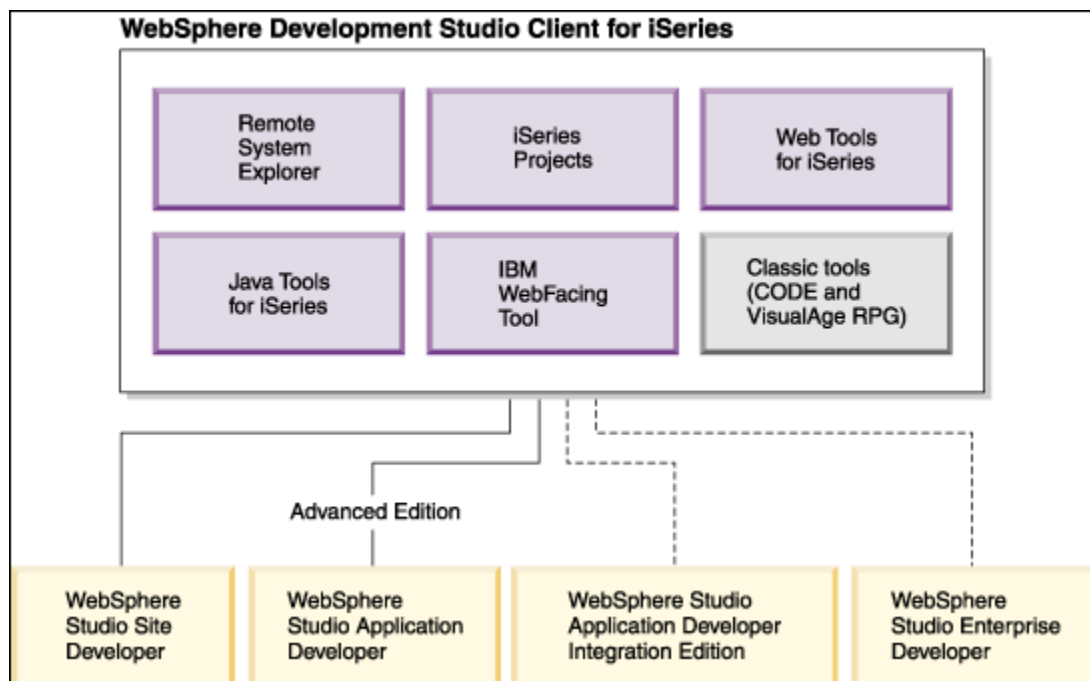 WebSphere Development Studio Client for iSeries
Remote
System
Explorer
iSeries
Projects
Web Tools
for iSeries
Java Tools
for iSeries
IBM
WebFacing
Tool
Classic tools
(CODE and
VisualAge RPG)
Advanced Edition
WebSphere
Studio Site
Developer
WebSphere
Studio Application
Developer
WebSphere Studio
Application Developer
Integration Edition
WebSphere
Studio Enterprise
Developer